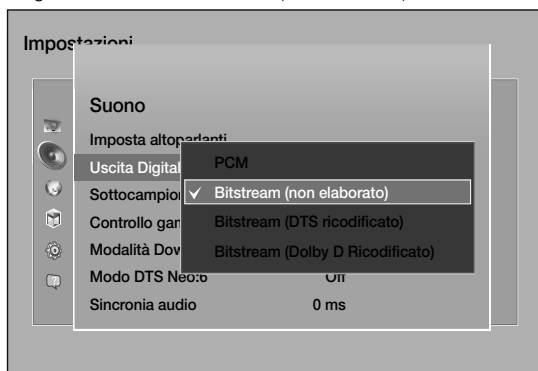 Impostazioni
Suono
Imposta altoparlanti
Uscita Digital
PCM
Sottocampion
✓ Bitstream (non elaborato)
Controllo gam
Bitstream (DTS ricodificato)
Modalità Dow
Bitstream (Dolby D Ricodificato)
Modo DTS Neo:6 Off
Sincronia audio 0 ms